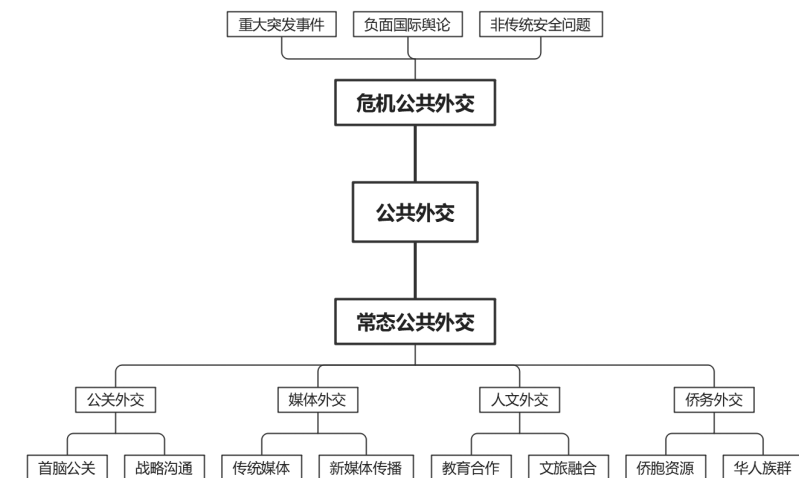 重大突发事件
负面国际舆论
非传统安全问题
危机公共外交
公共外交
常态公共外交
公关外交
媒体外交
人文外交
侨务外交
首脑公关
战略沟通
传统媒体
新媒体传播
教育合作
文旅融合
侨胞资源
华人族群